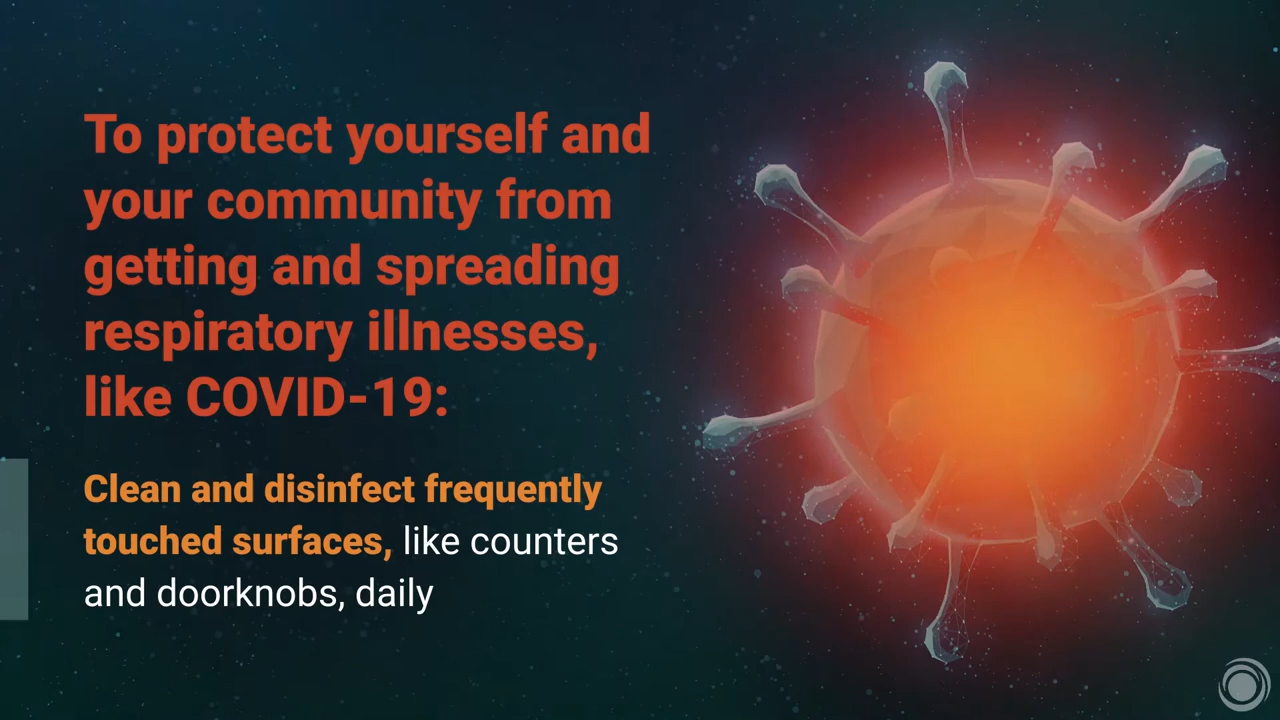 To protect yourself and
your community from
getting and spreading
respiratory illnesses,
like COVID-19:
Clean and disinfect frequently
touched surfaces, like counters
and doorknobs, daily